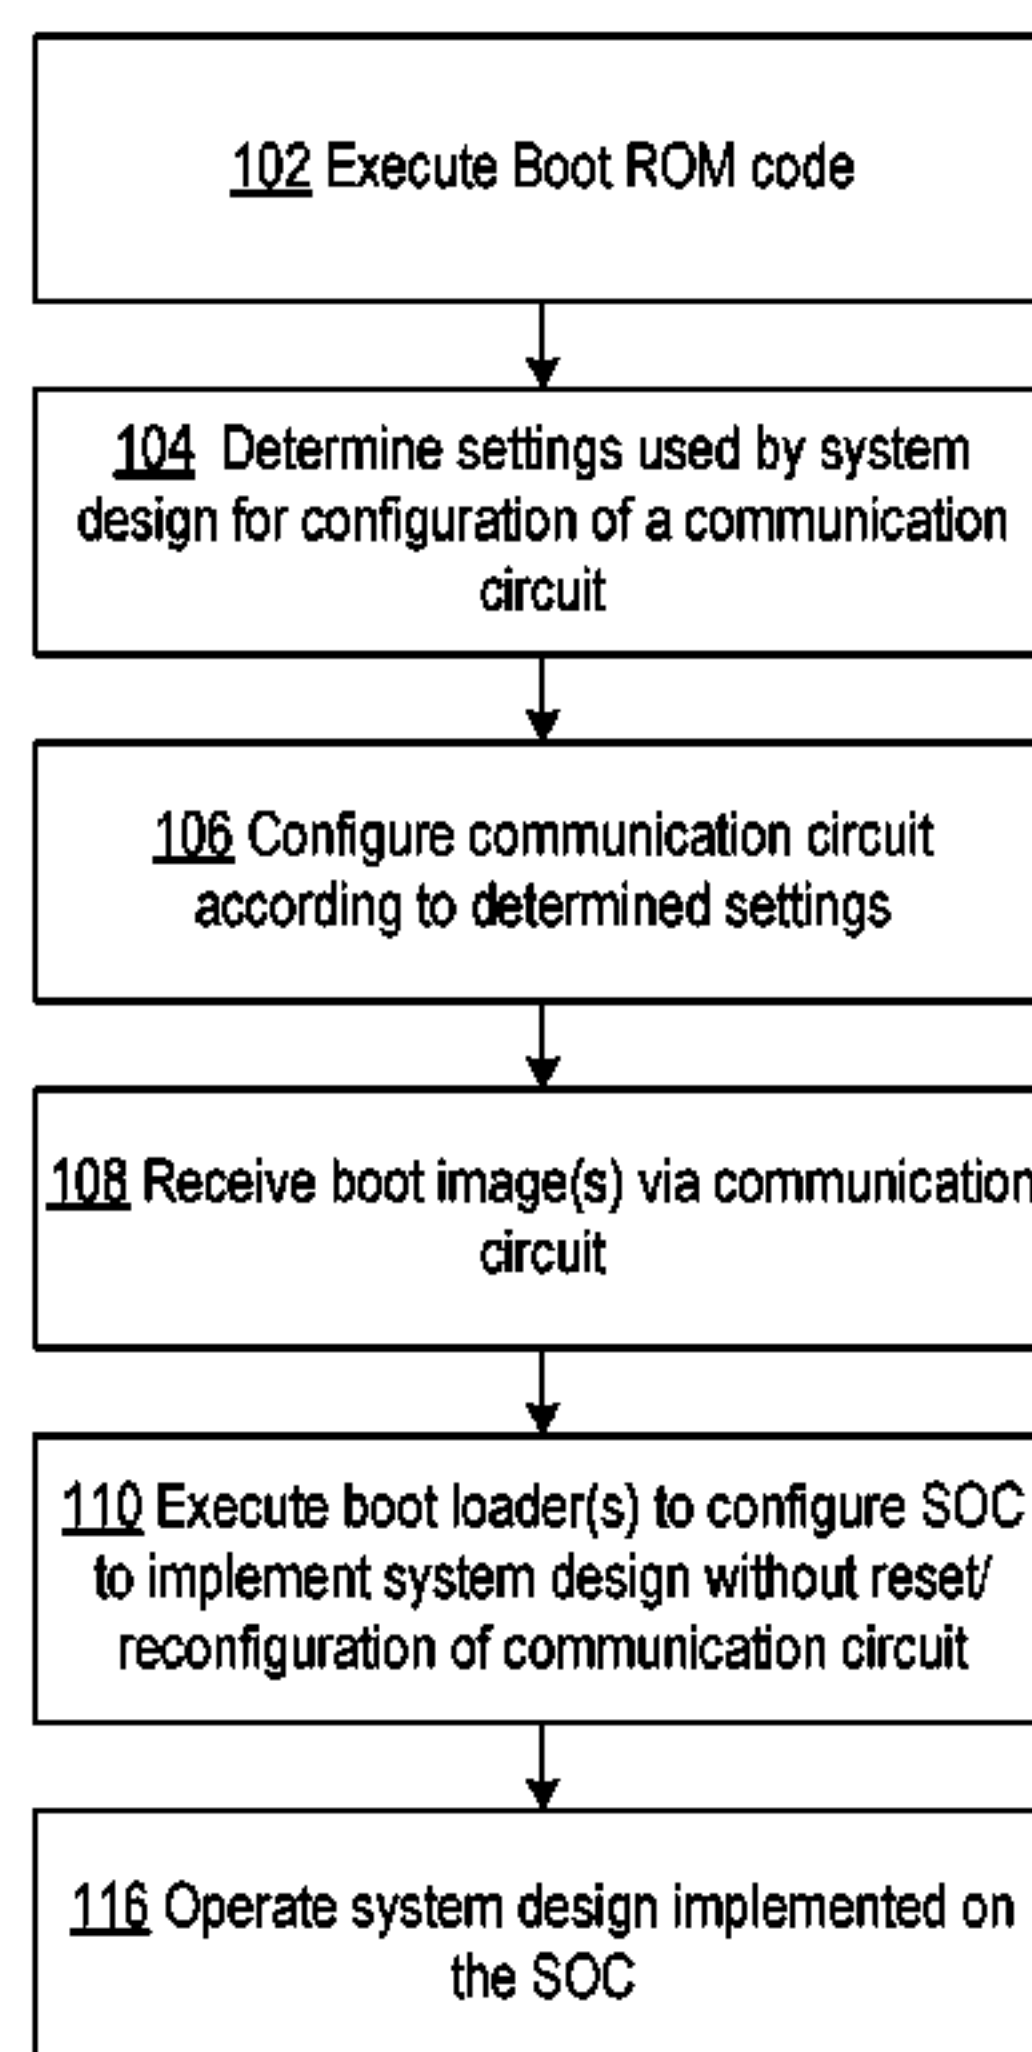 102 Execute Boot ROM code
104 Determine settings used by system
design for configuration of a communication
circuit
106 Configure communication circuit
according to determined settings
108 Receive boot image(s) via communication
circuit
110 Execute boot loader(s) to configure SOC
to implement system design without reset/
reconfiguration of communication circuit
116 Operate system design implemented on
the SOC